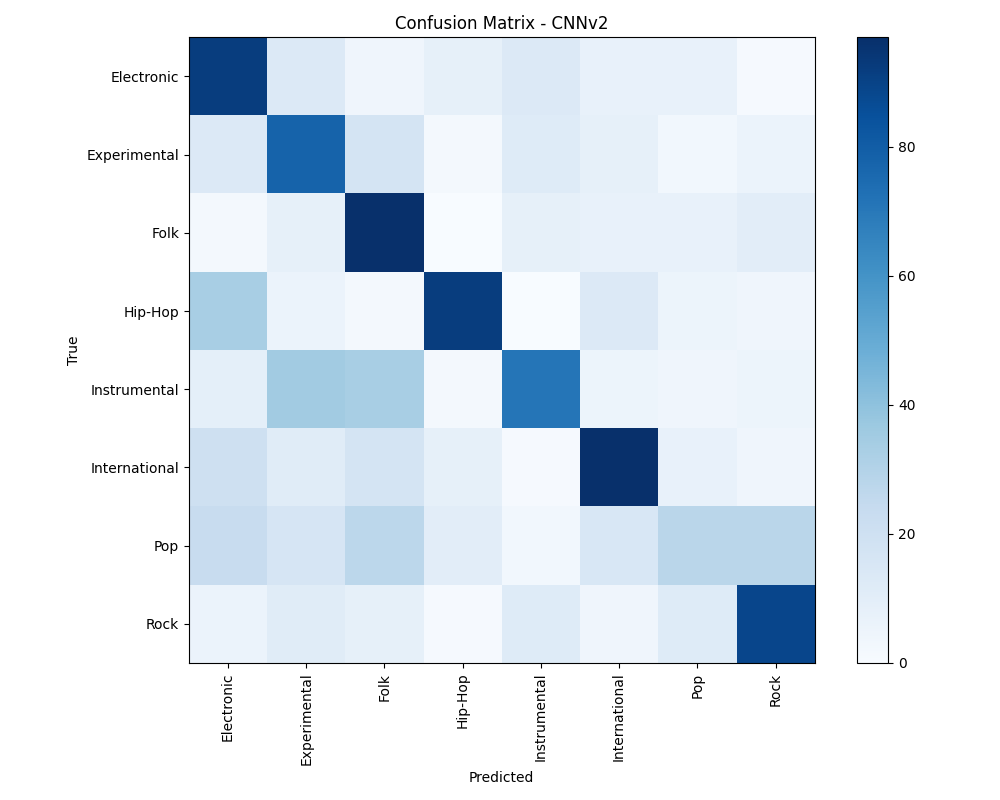 Confusion Matrix - CNNv2
Electronic
Experimental
Folk
Hip-Hop
Instrumental
International
Pop
Rock
True
Electronic
Experimental
Folk
Hip-Hop
Instrumental
International
Pop
Rock
Predicted
80
60
40
20
0